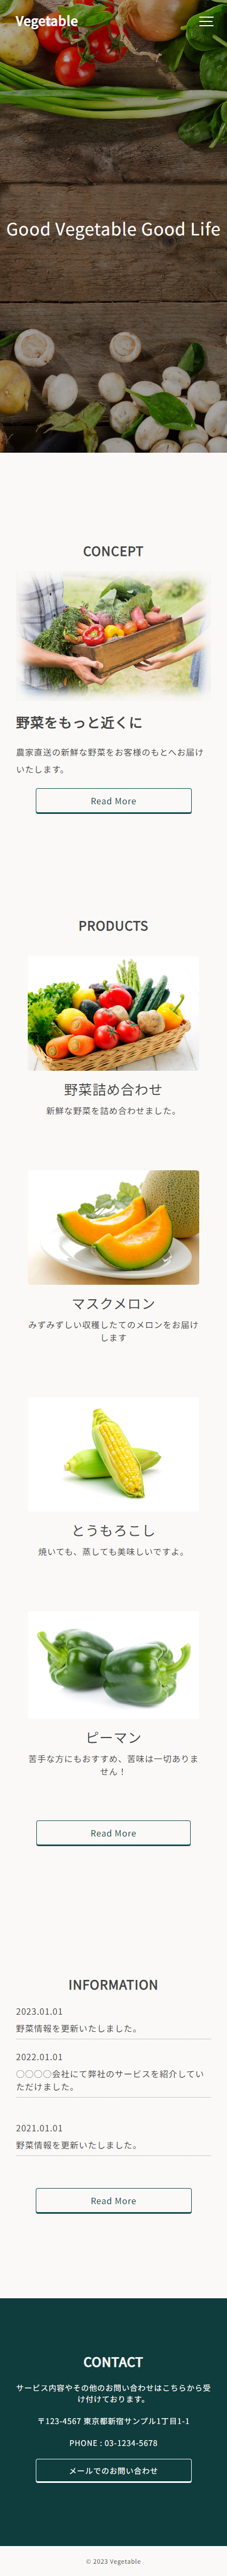 Vegetable
Good Vegetable Good Life
CONCEPT
野菜をもっと近くに
農家直送の新鮮な野菜をお客様のもとへお届け
いたします。
Read More
PRODUCTS
野菜詰め合わせ
新鮮な野菜を詰め合わせました。
マスクメロン
みずみずしい収穫したてのメロンをお届け
します
とうもろこし
焼いても、蒸しても美味しいですよ。
ピーマン
苦手な方にもおすすめ、苦味は一切ありま
せん！
Read More
INFORMATION
2023.01.01
野菜情報を更新いたしました。
2022.01.01
〇〇〇〇会社にて弊社のサービスを紹介してい
ただけました。
2021.01.01
野菜情報を更新いたしました。
Read More
CONTACT
サービス内容やその他のお問い合わせはこちらから受
け付けております。
〒123-4567 東京都新宿サンプル1丁目1-1
PHONE : 03-1234-5678
メールでのお問い合わせ
© 2023 Vegetable